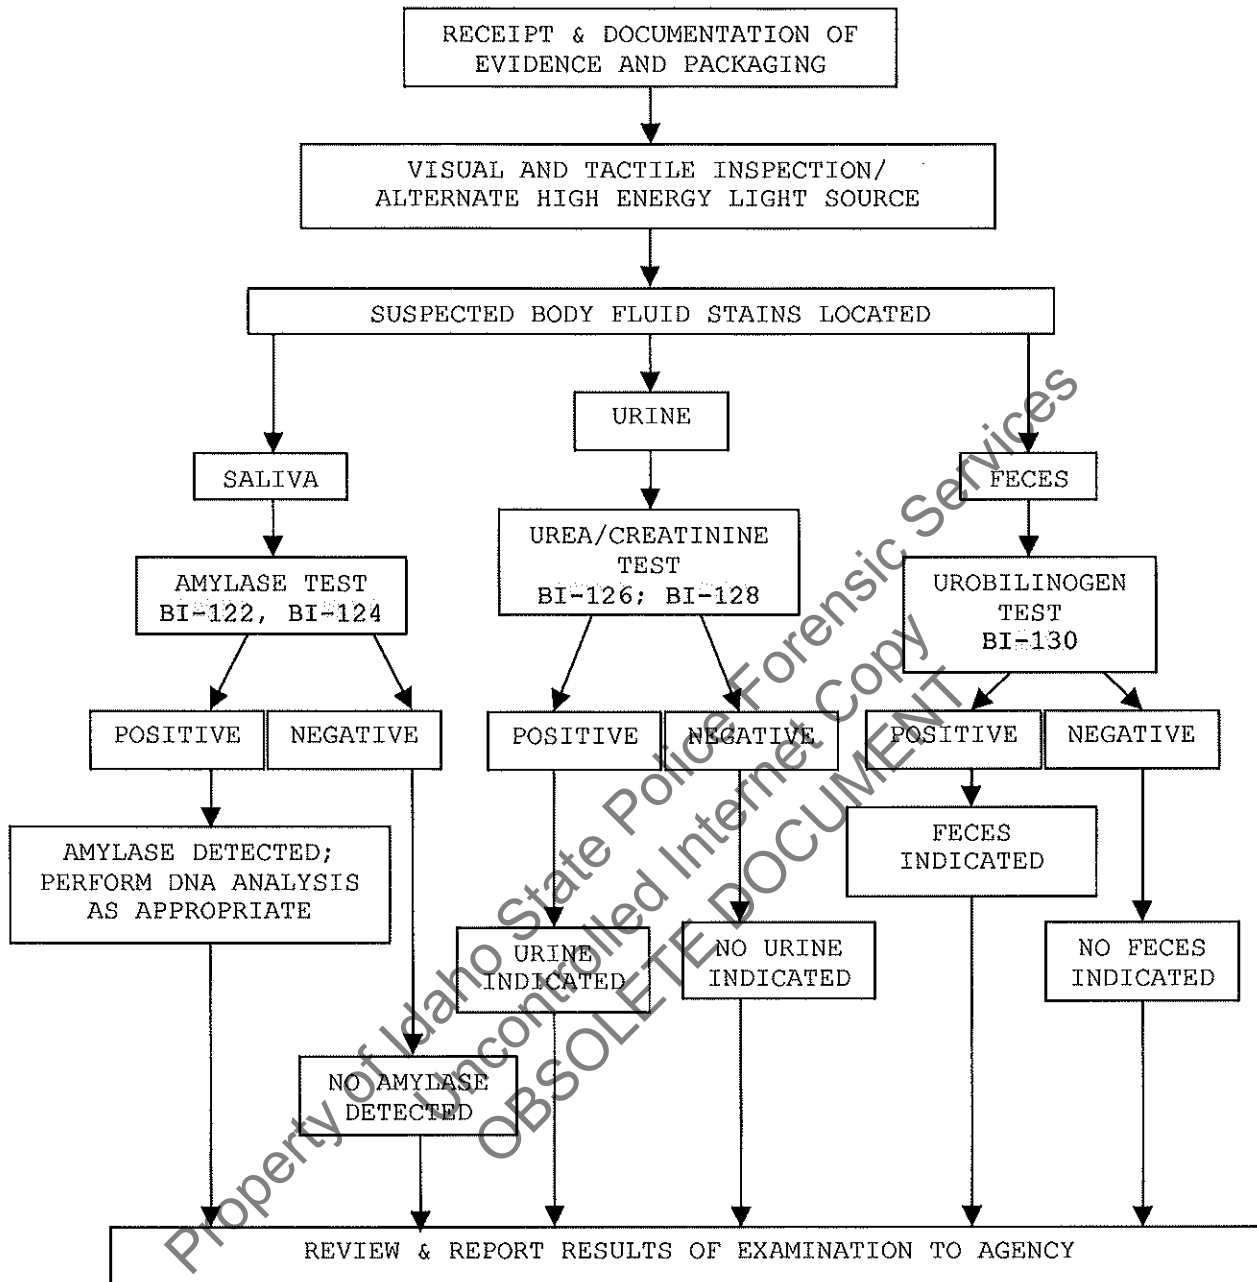 RECEIPT & DOCUMENTATION OF
EVIDENCE AND PACKAGING
VISUAL AND TACTILE INSPECTION/
ALTERNATE HIGH ENERGY LIGHT SOURCE
SUSPECTED BODY FLUID STAINS LOCATED
SALIVA
URINE
FECES
AMYLASE TEST
BI-122, BI-124
UREA/CREATININE
TEST
BI-126; BI-128
UROBILINOGEN
TEST
BI-130
POSITIVE
NEGATIVE
POSITIVE
NEGATIVE
POSITIVE
NEGATIVE
AMYLASE DETECTED;
PERFORM DNA ANALYSIS
AS APPROPRIATE
NO AMYLASE
DETECTED
URINE
INDICATED
NO URINE
INDICATED
FECES
INDICATED
NO FECES
INDICATED
REVIEW & REPORT RESULTS OF EXAMINATION TO AGENCY
Property of Idaho State Police Forensic Services
Uncontrolled Internet Copy
OBSOLETE DOCUMENT